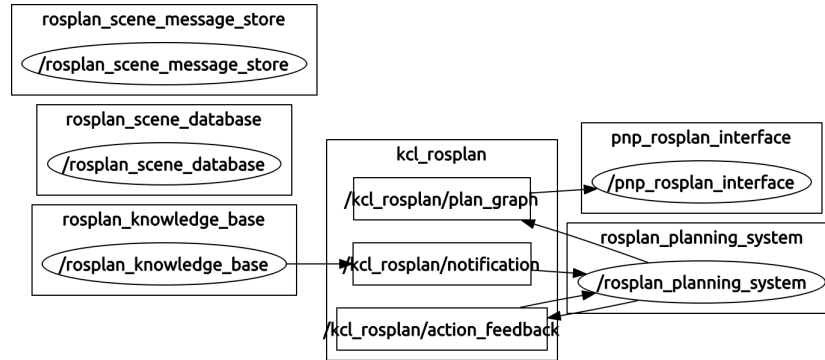 rosplan_scene_message_store
/rosplan_scene_message_store
rosplan_scene_database
/rosplan_scene_database
rosplan_knowledge_base
/rosplan_knowledge_base
kcl_rosplan
/kcl_rosplan/plan_graph
/kcl_rosplan/notification
/kcl_rosplan/action_feedback
pnp_rosplan_interface
/pnp_rosplan_interface
rosplan_planning_system
/rosplan_planning_system